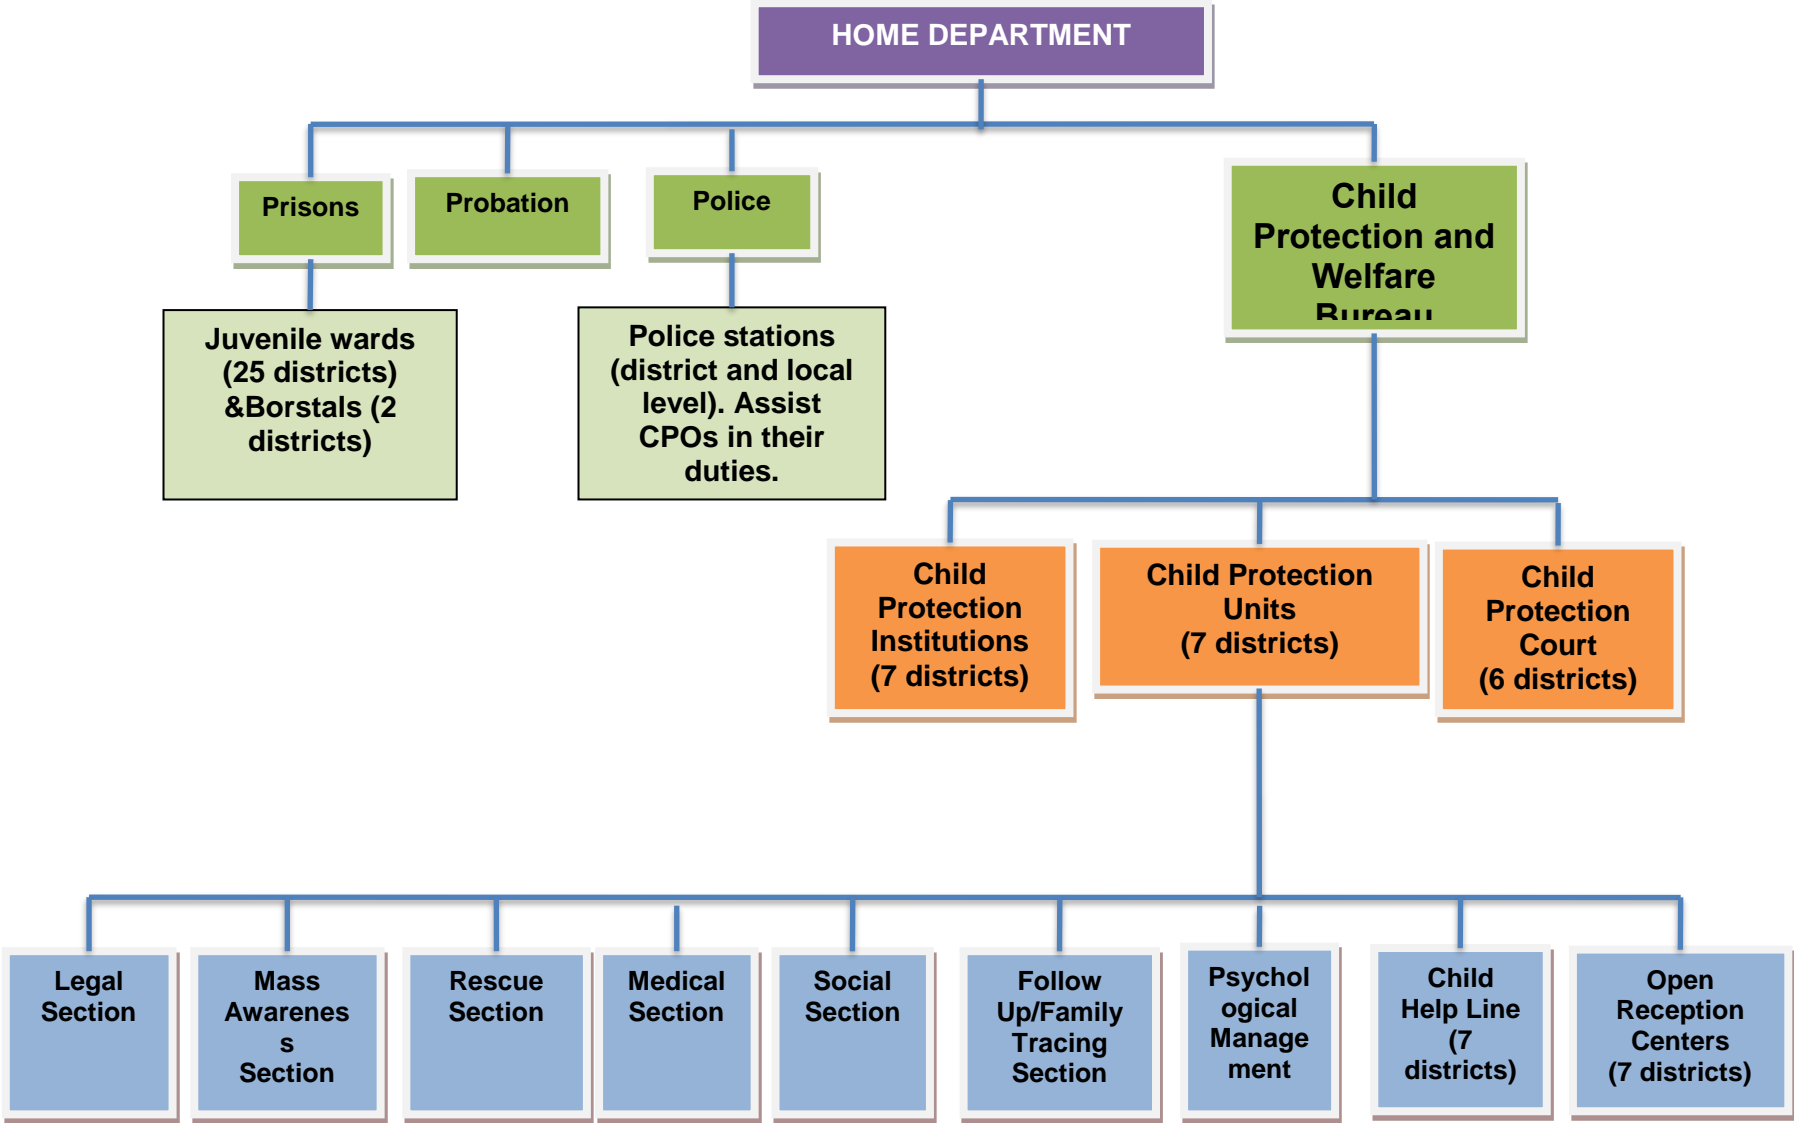 HOME DEPARTMENT
Prisons
Probation
Police
Child
Protection and
Welfare
Bureau
Juvenile wards
(25 districts)
&Borstals (2
districts)
Police stations
(district and local
level). Assist
CPOs in their
duties.
Child
Protection
Institutions
(7 districts)
Child Protection
Units
(7 districts)
Child
Protection
Court
(6 districts)
Legal
Section
Mass
Awarenes
s
Section
Rescue
Section
Medical
Section
Social
Section
Follow
Up/Family
Tracing
Section
Psychol
ogical
Manage
ment
Child
Help Line
(7
districts)
Open
Reception
Centers
(7 districts)